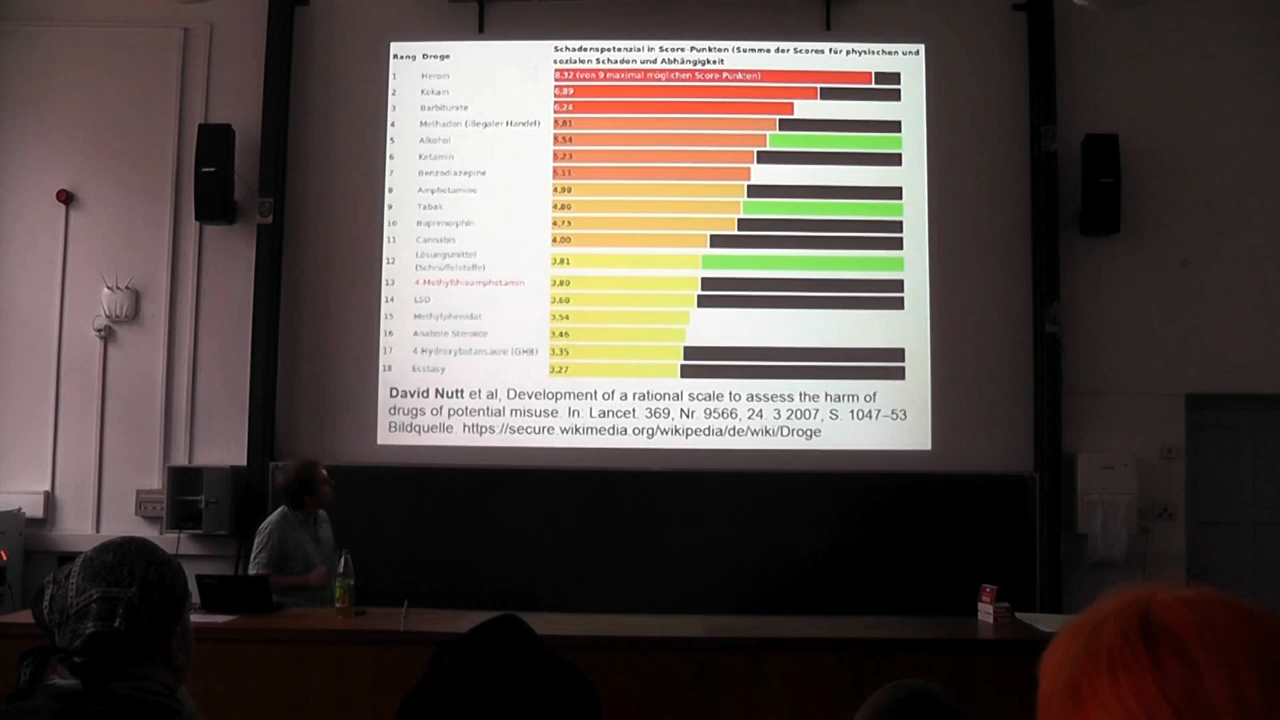 Schadenspotenzial in Score-Punkten (Summe der Scores für physischen und
Rang Droge sozialen Schaden und Abhängigkeit
1 Heroin 8,32 (von 9 maximal möglichen Score-Punkten)
2 Kokain 6,89
3 Barbiturate 6,24
4 Methadon (illegaler Handel) 5,81
5 Alkohol 5,54
6 Ketamin 5,23
7 Benzodiazepine 5,11
8 Amphetamine 4,98
9 Tabak 4,86
10 Buprenorphin 4,73
11 Cannabis 4,00
Lösungsmittel
12 (Schnüffelstoffe) 3,81
13 4-Methylthioamphetamin 3,80
14 LSD 3,68
15 Methylphenidat 3,54
16 Anabole Steroide 3,46
17 4-Hydroxybutansäure (GHB) 3,35
18 Ecstasy 3,27
David Nutt et al, Development of a rational scale to assess the harm of
drugs of potential misuse. In: Lancet. 369, Nr. 9566, 24. 3 2007, S. 1047–53
Bildquelle. https://secure.wikimedia.org/wikipedia/de/wiki/Droge